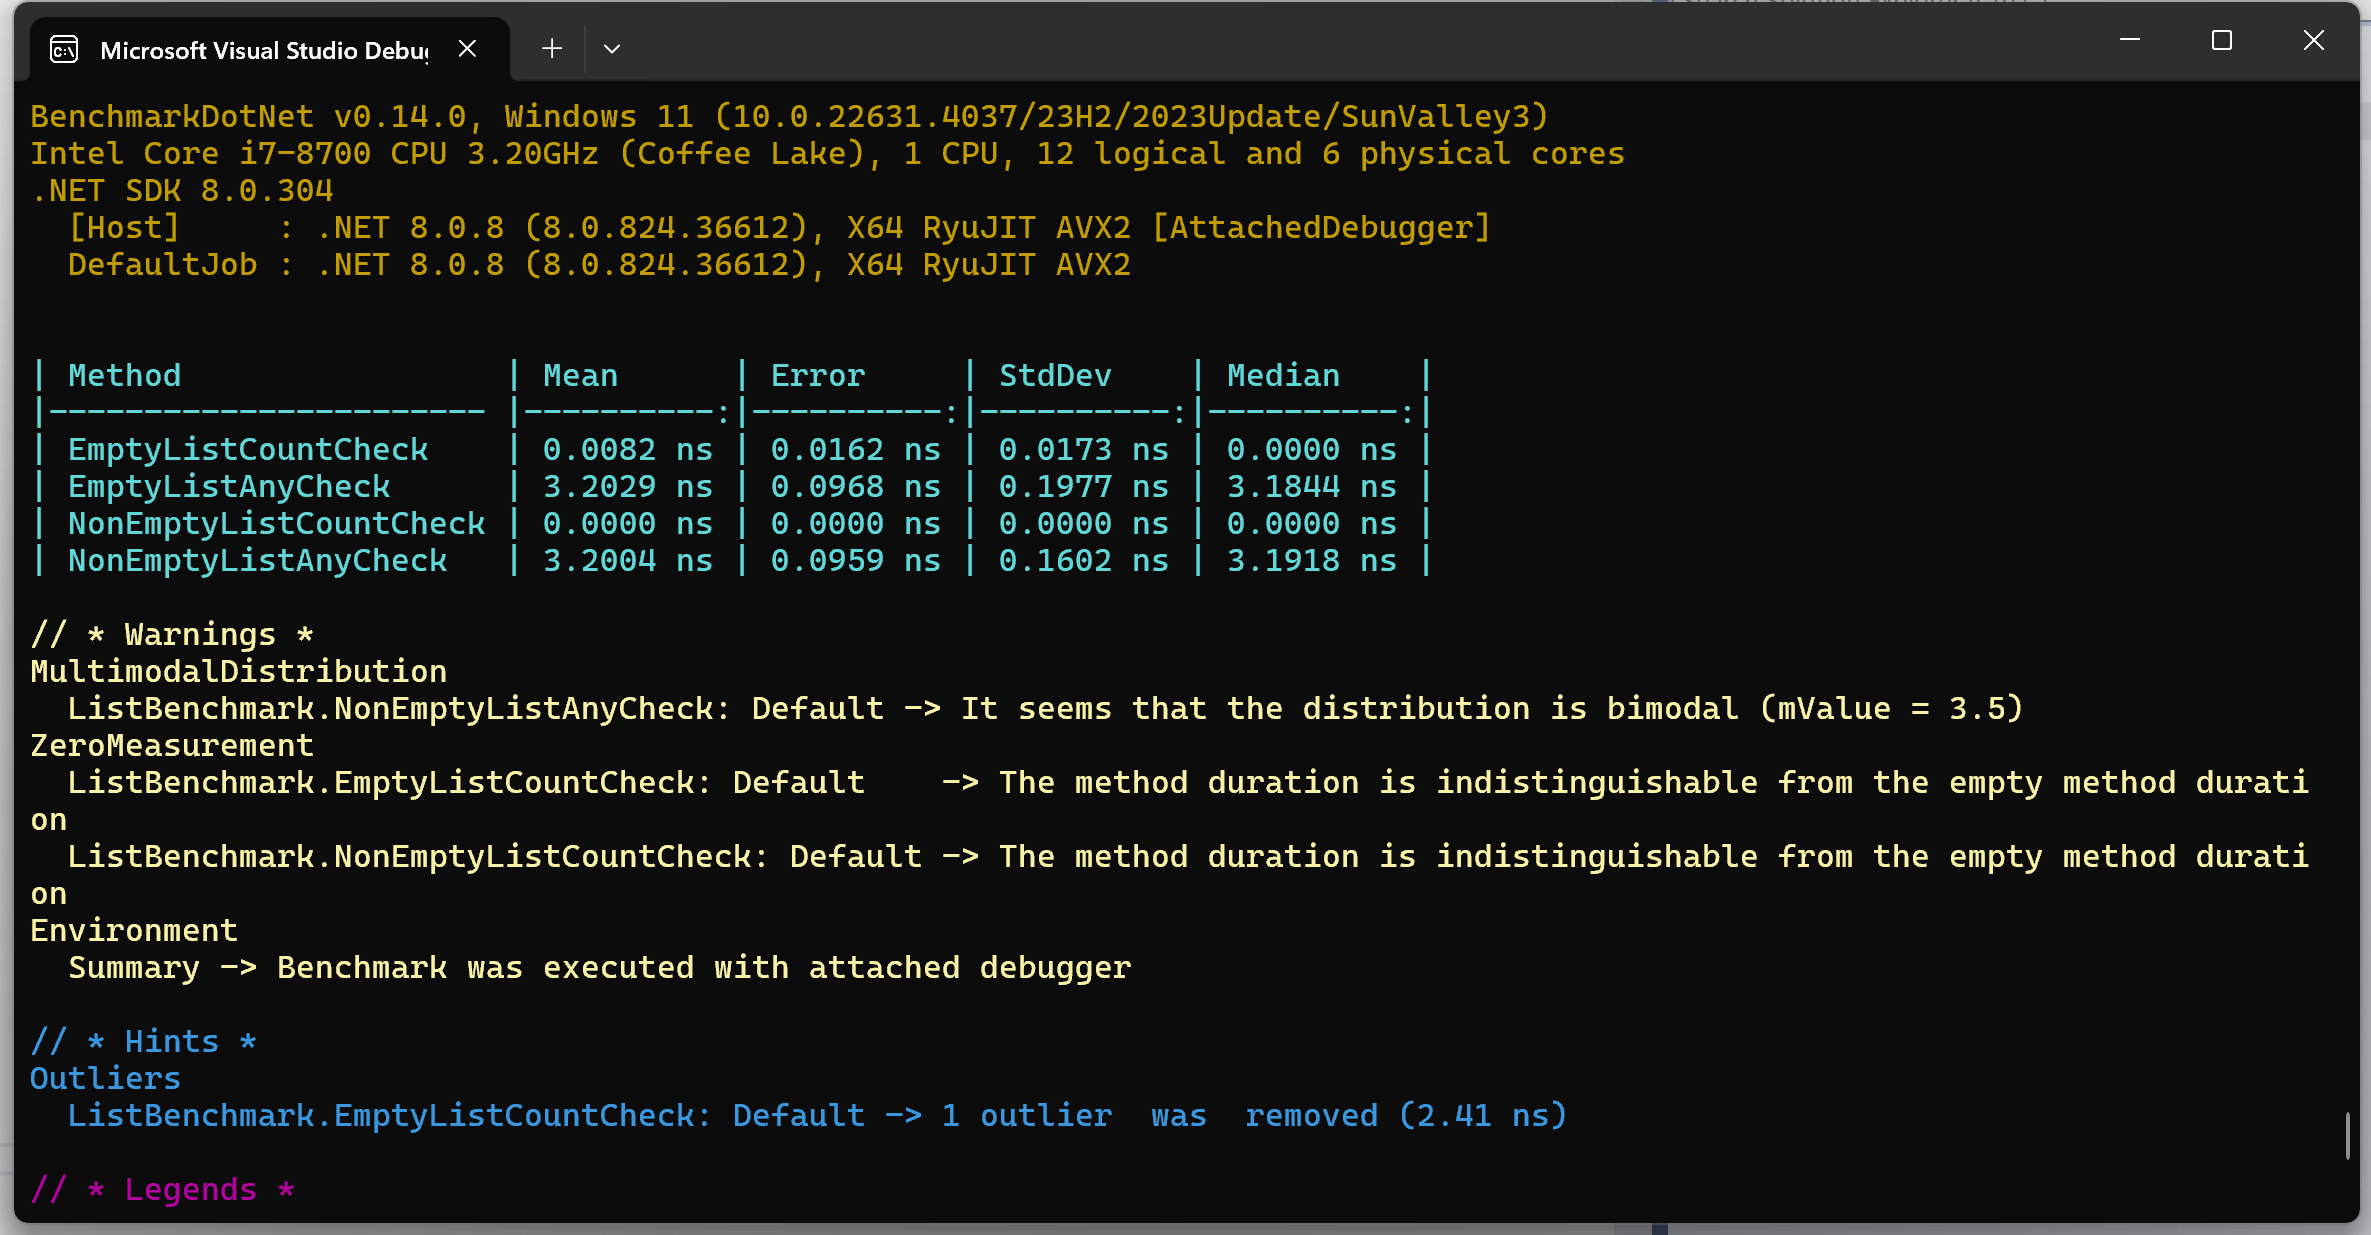 Microsoft Visual Studio Debug
BenchmarkDotNet v0.14.0, Windows 11 (10.0.22631.4037/23H2/2023Update/SunValley3)
Intel Core i7-8700 CPU 3.20GHz (Coffee Lake), 1 CPU, 12 logical and 6 physical cores
.NET SDK 8.0.304
  [Host]     : .NET 8.0.8 (8.0.824.36612), X64 RyuJIT AVX2 [AttachedDebugger]
  DefaultJob : .NET 8.0.8 (8.0.824.36612), X64 RyuJIT AVX2
| Method                 | Mean      | Error     | StdDev    | Median    |
|----------------------- |----------:|----------:|----------:|----------:|
| EmptyListCountCheck    | 0.0082 ns | 0.0162 ns | 0.0173 ns | 0.0000 ns |
| EmptyListAnyCheck      | 3.2029 ns | 0.0968 ns | 0.1977 ns | 3.1844 ns |
| NonEmptyListCountCheck | 0.0000 ns | 0.0000 ns | 0.0000 ns | 0.0000 ns |
| NonEmptyListAnyCheck   | 3.2004 ns | 0.0959 ns | 0.1602 ns | 3.1918 ns |
// * Warnings *
MultimodalDistribution
  ListBenchmark.NonEmptyListAnyCheck: Default -> It seems that the distribution is bimodal (mValue = 3.5)
ZeroMeasurement
  ListBenchmark.EmptyListCountCheck: Default    -> The method duration is indistinguishable from the empty method durati
on
  ListBenchmark.NonEmptyListCountCheck: Default -> The method duration is indistinguishable from the empty method durati
on
Environment
  Summary -> Benchmark was executed with attached debugger
// * Hints *
Outliers
  ListBenchmark.EmptyListCountCheck: Default -> 1 outlier  was  removed (2.41 ns)
// * Legends *